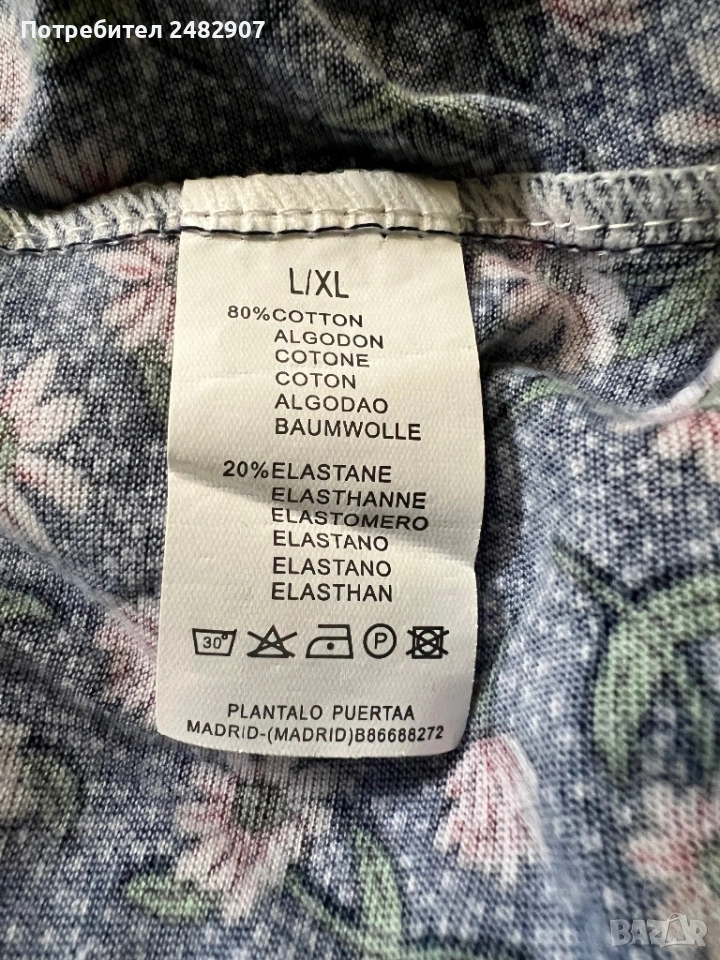 Потребител 2482907
L/XL
80%COTTON
ALGODON
COTONE
COTON
ALGODAO
BAUMWOLLE
20%ELASTANE
ELASTHANNE
ELASTOMERO
ELASTANO
ELASTANO
ELASTHAN
30° P
PLANTALO PUERTAA
MADRID-(MADRID)B86688272
BAZAR